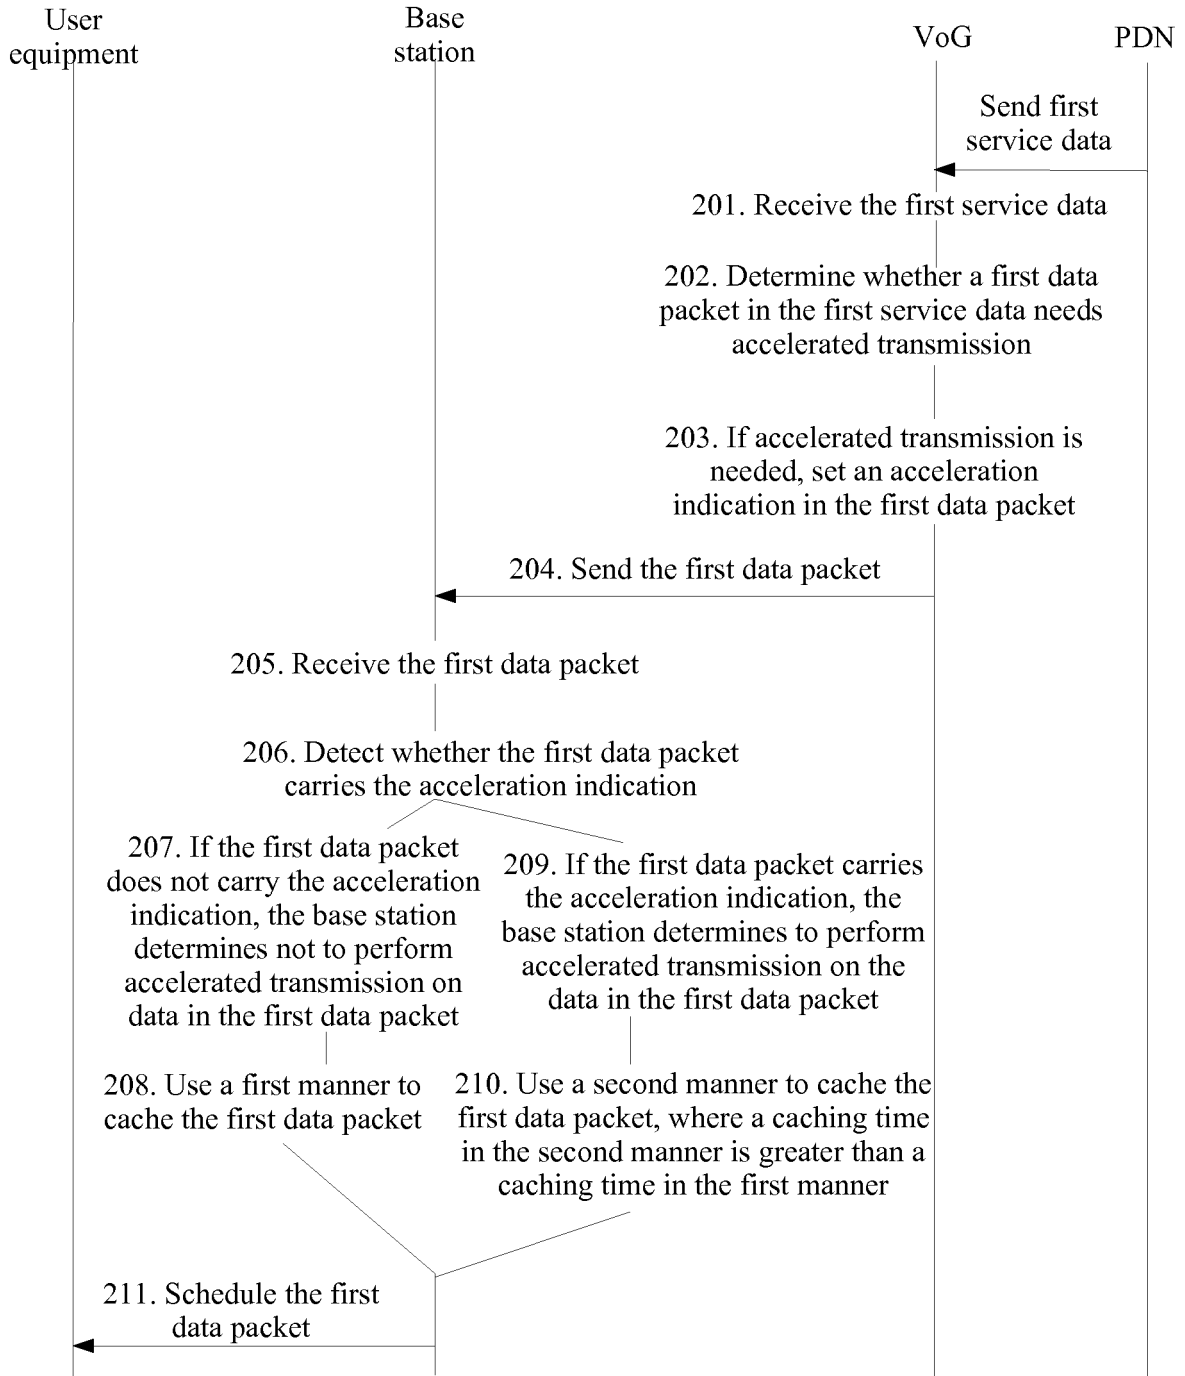 User
equipment
Base
station
VoG
PDN
Send first
service data
201. Receive the first service data
202. Determine whether a first data
packet in the first service data needs
accelerated transmission
203. If accelerated transmission is
needed, set an acceleration
indication in the first data packet
204. Send the first data packet
205. Receive the first data packet
206. Detect whether the first data packet
carries the acceleration indication
207. If the first data packet
does not carry the acceleration
indication, the base station
determines not to perform
accelerated transmission on
data in the first data packet
209. If the first data packet carries
the acceleration indication, the
base station determines to perform
accelerated transmission on the
data in the first data packet
208. Use a first manner to
cache the first data packet
210. Use a second manner to cache the
first data packet, where a caching time
in the second manner is greater than a
caching time in the first manner
211. Schedule the first
data packet